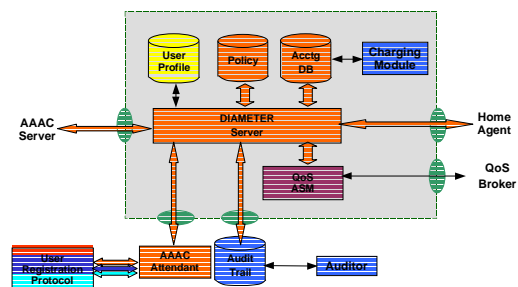 User
Profile
Policy
Acctg
DB
Charging
Module
AAAC
Server
DIAMETER
Server
Home
Agent
QoS
ASM
QoS
Broker
User
Registration
Protocol
AAAC
Attendant
Audit
Trail
Auditor